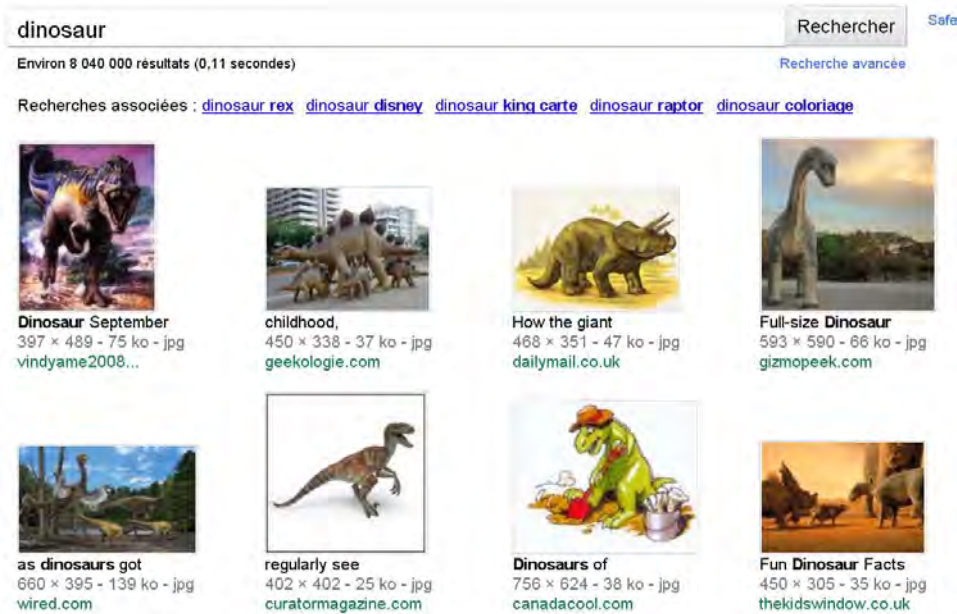 dinosaur
Rechercher
Safe
Environ 8 040 000 résultats (0,11 secondes)
Recherche avancée
Recherches associées : dinosaur rex dinosaur disney dinosaur king carte dinosaur raptor dinosaur coloriage
Dinosaur September
397 × 489 - 75 ko - jpg
vindyame2008...
childhood,
450 × 338 - 37 ko - jpg
geekologie.com
How the giant
468 × 351 - 47 ko - jpg
dailymail.co.uk
Full-size Dinosaur
593 × 590 - 66 ko - jpg
gizmopeek.com
as dinosaurs got
660 × 395 - 139 ko - jpg
wired.com
regularly see
402 × 402 - 25 ko - jpg
curatormagazine.com
Dinosaurs of
756 × 624 - 38 ko - jpg
canadacool.com
Fun Dinosaur Facts
450 × 305 - 35 ko - jpg
thekidswindow.co.uk